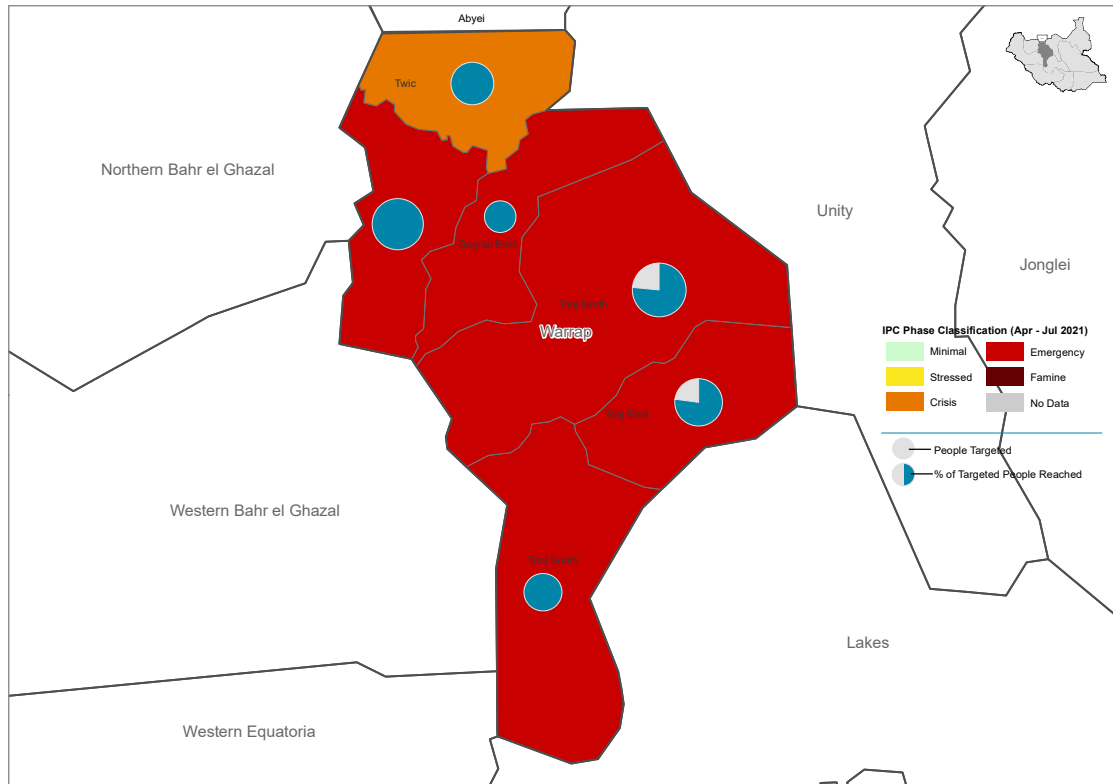 Abyei
Twic
Northern Bahr el Ghazal
Unity
Gogrial East
Jonglei
Tonj North
Warrap
IPC Phase Classification (Apr - Jul 2021)
Minimal
Emergency
Stressed
Famine
Crisis
No Data
Tonj East
People Targeted
% of Targeted People Reached
Western Bahr el Ghazal
Tonj South
Lakes
Western Equatoria